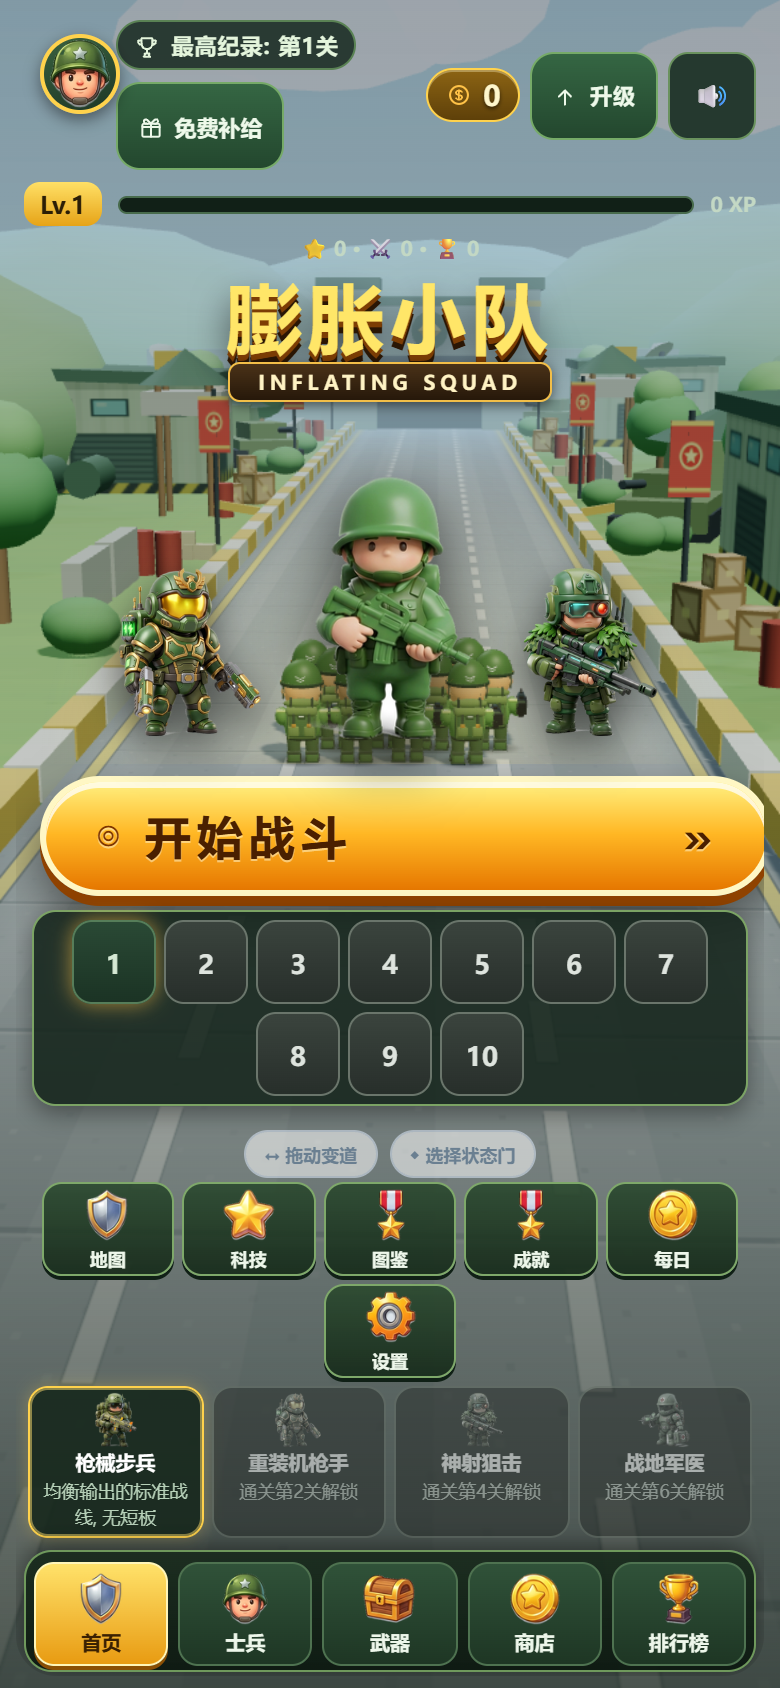 最高纪录: 第1关
免费补给
0
升级
Lv.1
0 XP
0 • 0 • 0
膨胀小队
INFLATING SQUAD
开始战斗 »
1 2 3 4 5 6 7
8 9 10
↔ 拖动变道
◆ 选择状态门
地图 科技 图鉴 成就 每日
设置
枪械步兵
均衡输出的标准战
线, 无短板
重装机枪手
通关第2关解锁
神射狙击
通关第4关解锁
战地军医
通关第6关解锁
首页 士兵 武器 商店 排行榜